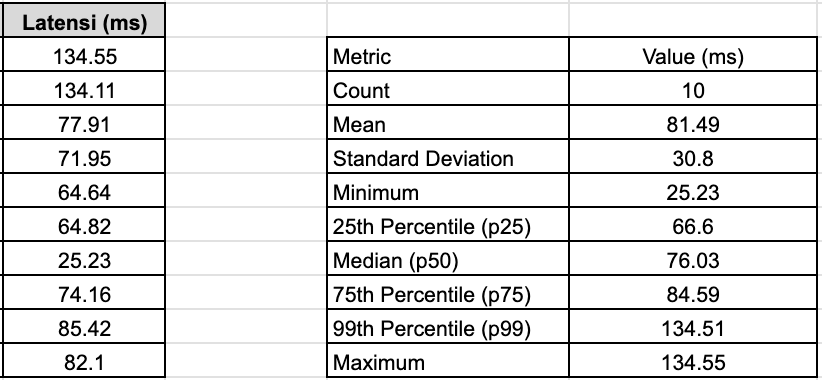 Latensi (ms)
134.55 Metric Value (ms)
134.11 Count 10
77.91 Mean 81.49
71.95 Standard Deviation 30.8
64.64 Minimum 25.23
64.82 25th Percentile (p25) 66.6
25.23 Median (p50) 76.03
74.16 75th Percentile (p75) 84.59
85.42 99th Percentile (p99) 134.51
82.1 Maximum 134.55